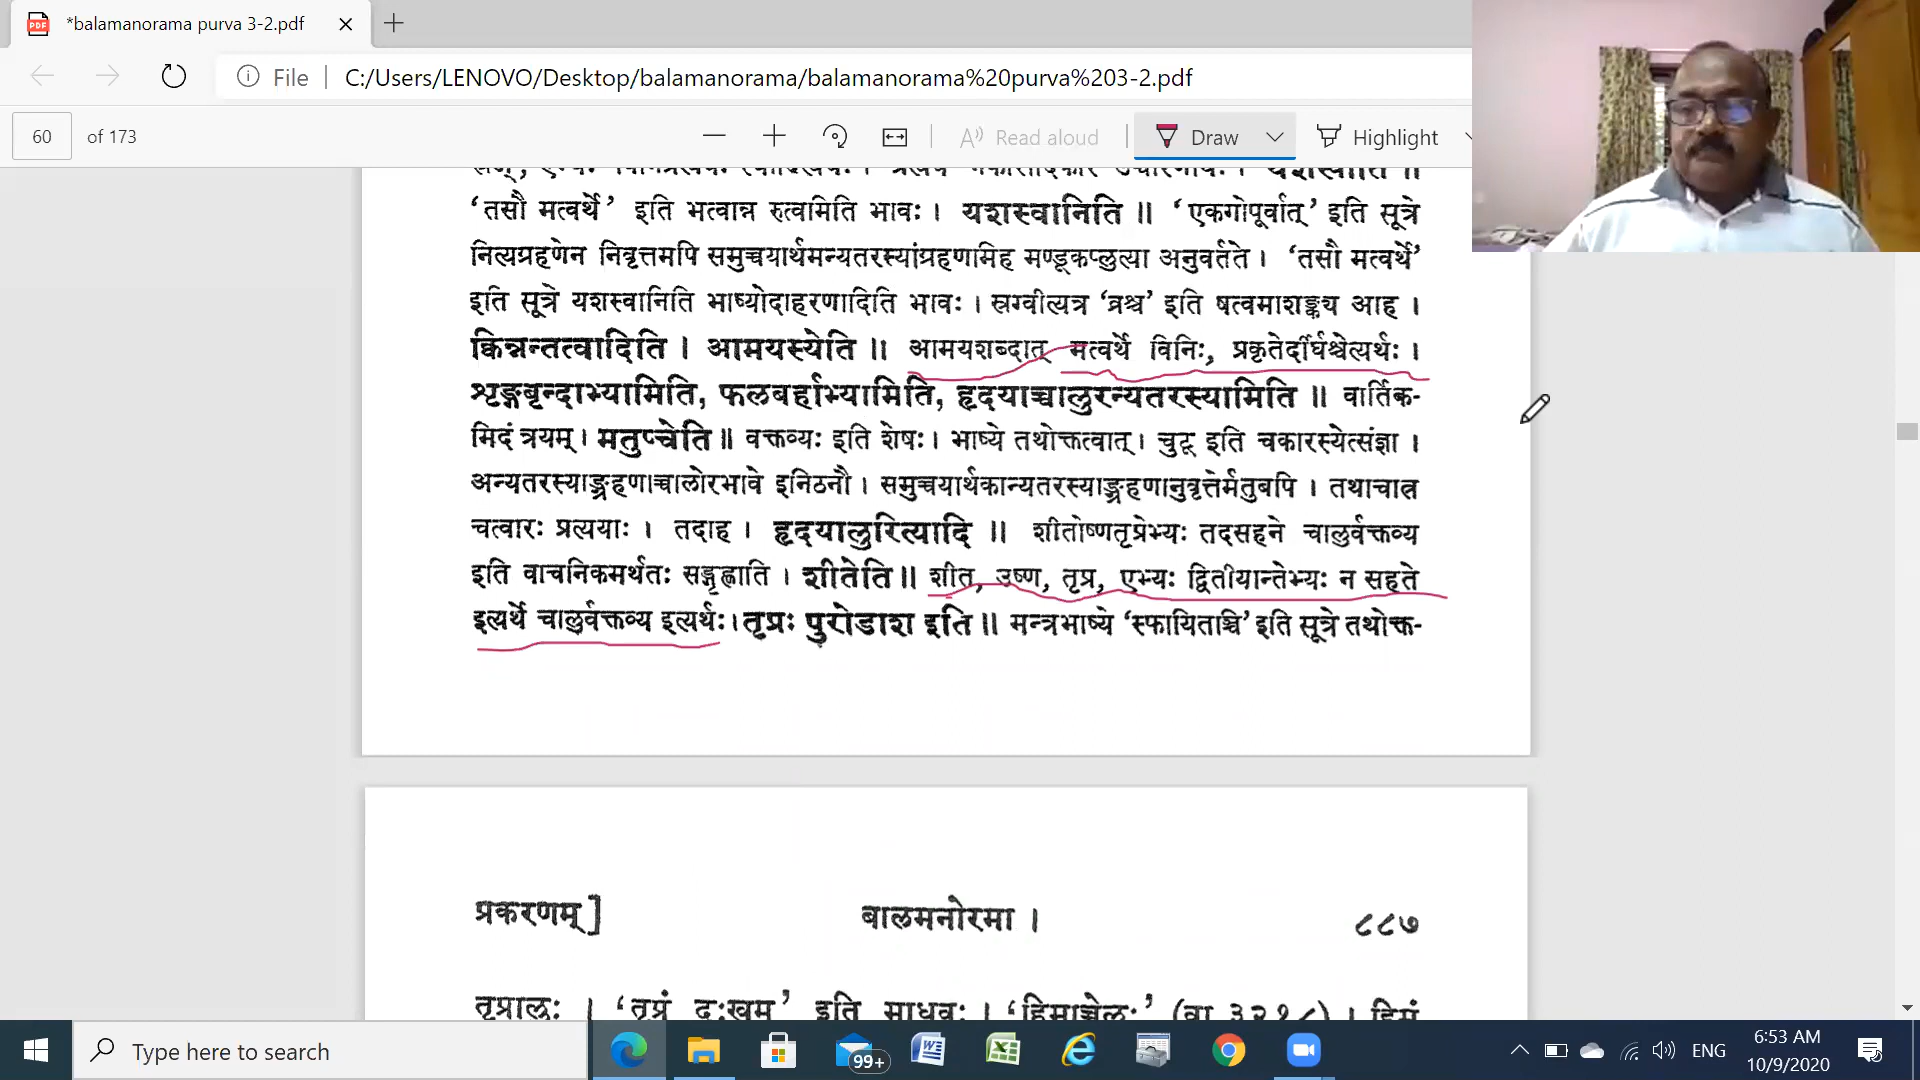 *balamanorama purva 3-2.pdf
File | C:/Users/LENOVO/Desktop/balamanorama/balamanorama%20purva%203-2.pdf
60 of 173
Read aloud
Draw
Highlight
'तसौ मत्वर्थे' इति भत्वान्न रुत्वमिति भावः । यशस्वानिति ॥ 'एकगोपूर्वात्' इति सूत्रे
नित्यग्रहणेन निवृत्तमपि समुच्चयार्थमन्यतरस्यांग्रहणमिह मण्डूकप्लुत्या अनुवर्तते । 'तसौ मत्वर्थे'
इति सूत्रे यशस्वानिति भाष्योदाहरणादिति भावः । स्रग्वीत्यत्र 'व्रश्च' इति षत्वमाशङ्क्य आह ।
क्विन्नन्तत्वादिति । आमयस्येति ॥ आमयशब्दात् मत्वर्थे विनिः, प्रकृतेर्दीर्घश्चेत्यर्थः ।
शृङ्गबृन्दाभ्यामिति, फलबर्हाभ्यामिति, हृदयाच्चालुरन्यतरस्यामिति ॥ वार्तिक-
मिदं त्रयम् । मतुप्चेति ॥ वक्तव्यः इति शेषः । भाष्ये तथोक्तत्वात् । चुटू इति चकारस्येत्संज्ञा ।
अन्यतरस्याङ्ग्रहणाच्चालोरभावे इनिठनौ । समुच्चयार्थकान्यतरस्याङ्ग्रहणानुवृत्तेर्मतुबपि । तथाचात्र
चत्वारः प्रत्ययाः । तदाह । हृदयालुरित्यादि ॥ शीतोष्णतृप्रेभ्यः तदसहने चालुर्वक्तव्य
इति वाचनिकमर्थतः सङ्गृह्णाति । शीतेति ॥ शीत, उष्ण, तृप्र, एभ्यः द्वितीयान्तेभ्यः न सहते
इत्यर्थे चालुर्वक्तव्य इत्यर्थः । तृप्रः पुरोडाश इति ॥ मन्त्रभाष्ये 'स्फायितञ्चि' इति सूत्रे तथोक्त-
प्रकरणम्] बालमनोरमा । ८८७
तृप्रालुः । 'तृप्रं दुःखम्' इति माधवः । 'हिमाच्चेलुः' (वा ३२१८) । हिमं
Type here to search
99+
ENG
6:53 AM
10/9/2020